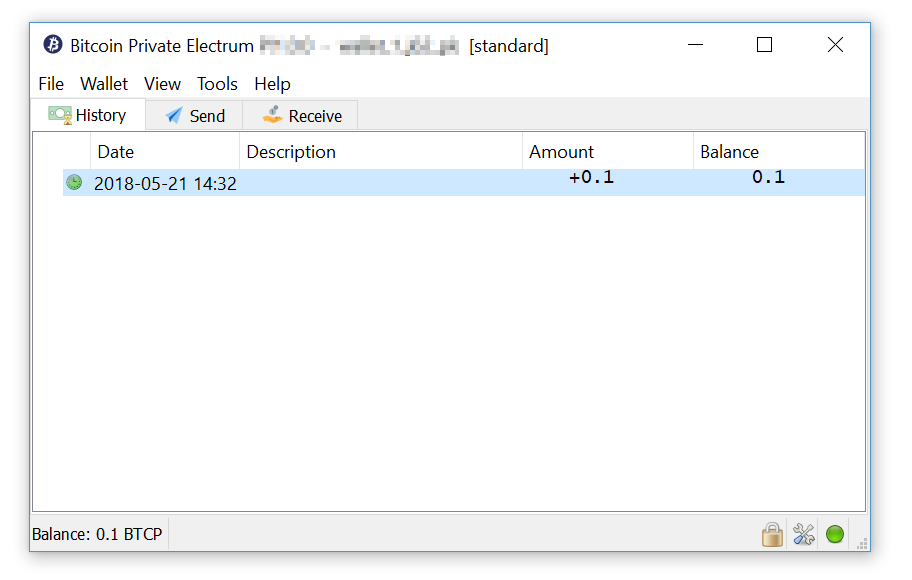 Bitcoin Private Electrum [standard]
File Wallet View Tools Help
History Send Receive
Date Description Amount Balance
2018-05-21 14:32 +0.1 0.1
Balance: 0.1 BTCP